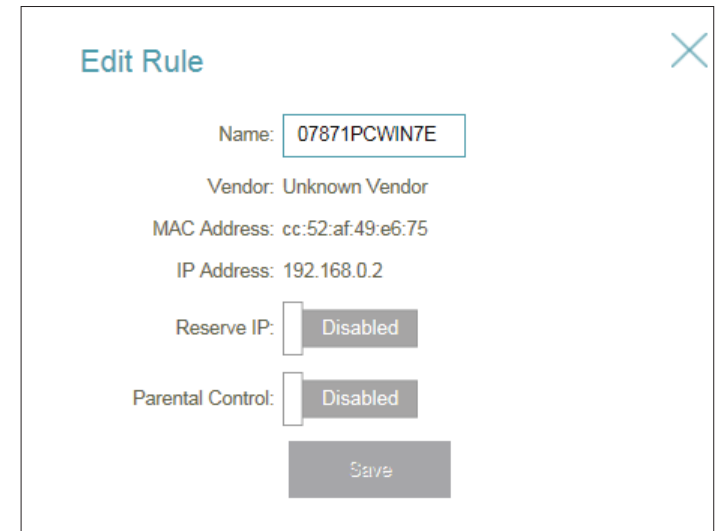 Edit Rule
Name: 07871PCWIN7E
Vendor: Unknown Vendor
MAC Address: cc:52:af:49:e6:75
IP Address: 192.168.0.2
Reserve IP: Disabled
Parental Control: Disabled
Save